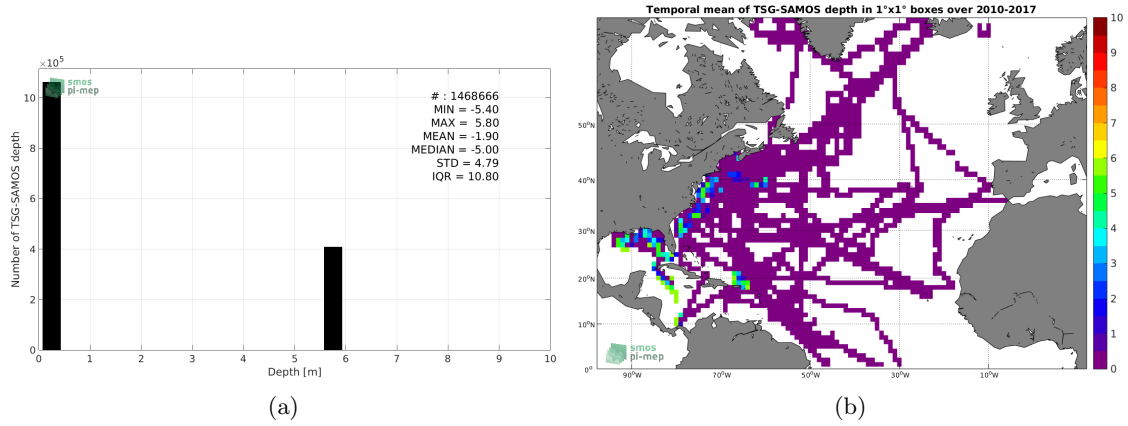 ×10⁵
smos
pi-mep
# : 1468666
MIN = -5.40
MAX = 5.80
MEAN = -1.90
MEDIAN = -5.00
STD = 4.79
IQR = 10.80
Number of TSG-SAMOS depth
10
8
6
4
2
0
0 1 2 3 4 5 6 7 8 9 10
Depth [m]
(a)
Temporal mean of TSG-SAMOS depth in 1°x1° boxes over 2010-2017
50°N
40°N
30°N
20°N
10°N
0°
90°W 70°W 50°W 30°W 10°W
smos
pi-mep
10
9
8
7
6
5
4
3
2
1
0
(b)